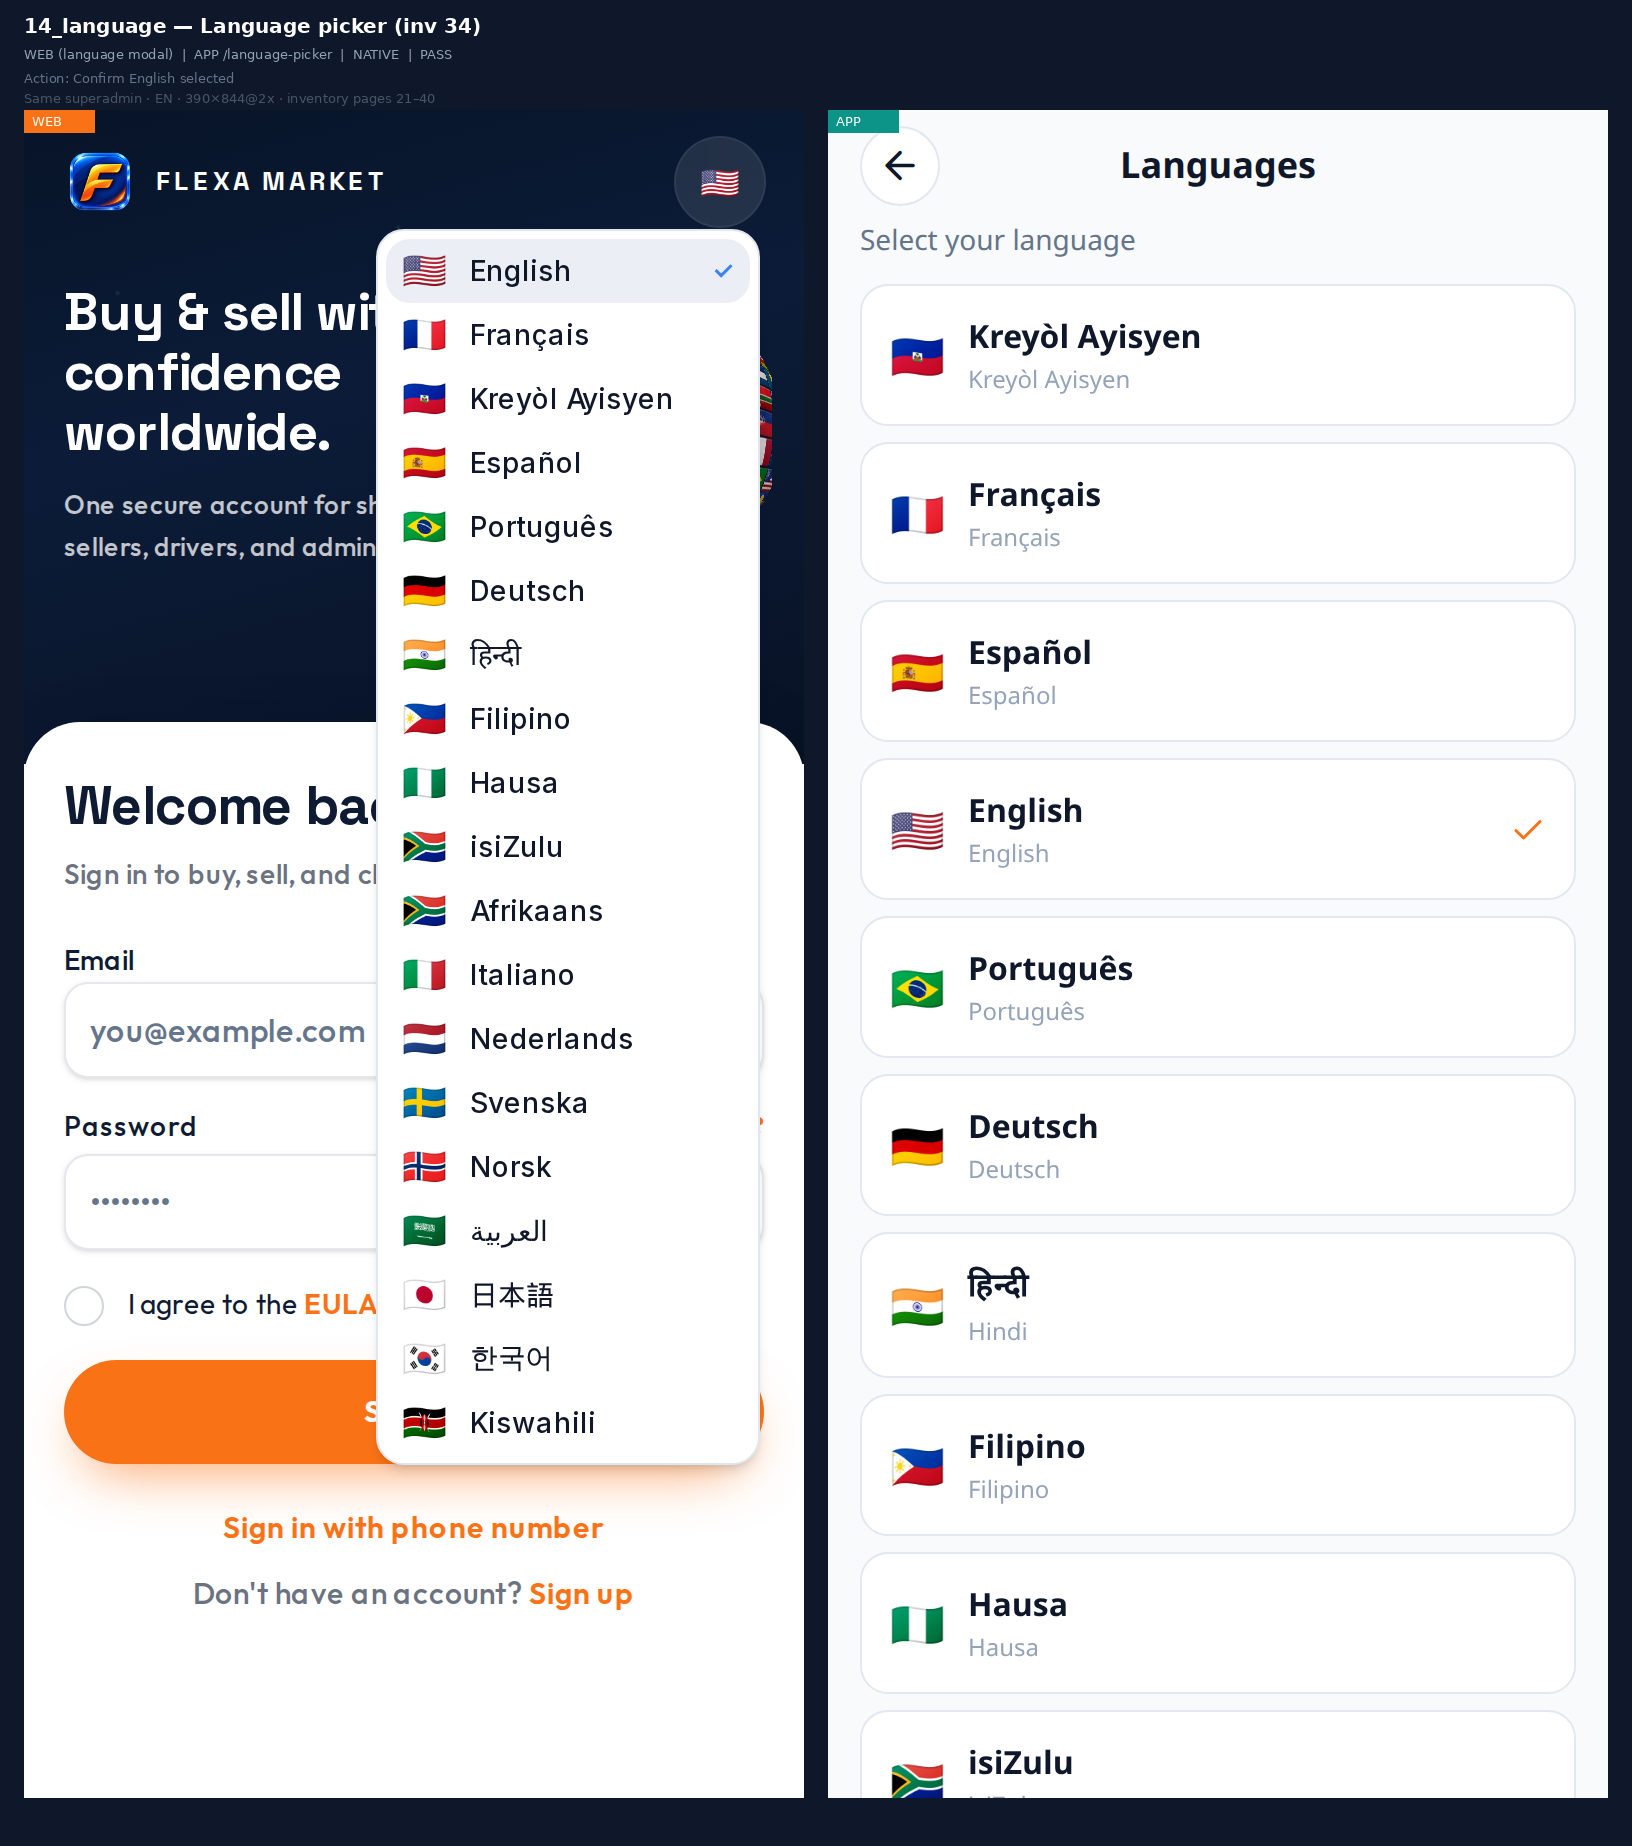 14_language — Language picker (inv 34)
WEB (language modal) | APP /language-picker | NATIVE | PASS
Action: Confirm English selected
Same superadmin · EN · 390×844@2x · inventory pages 21–40
WEB
FLEXA MARKET
Buy & sell wit
confidence
worldwide.
One secure account for sh
sellers, drivers, and admin
English
Français
Kreyòl Ayisyen
Español
Português
Deutsch
हिन्दी
Filipino
Hausa
isiZulu
Afrikaans
Italiano
Nederlands
Svenska
Norsk
العربية
日本語
한국어
Kiswahili
Welcome bac
Sign in to buy, sell, and cl
Email
you@example.com
Password
I agree to the EULA
S
Sign in with phone number
Don't have an account? Sign up
APP
Languages
Select your language
Kreyòl Ayisyen
Kreyòl Ayisyen
Français
Français
Español
Español
English
English
Português
Português
Deutsch
Deutsch
हिन्दी
Hindi
Filipino
Filipino
Hausa
Hausa
isiZulu